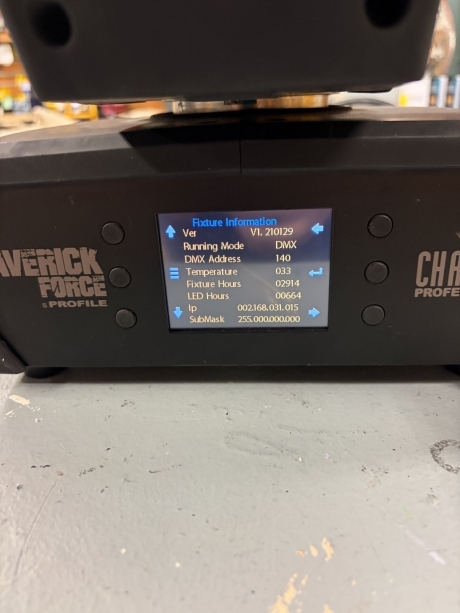 Fixture Information
Ver V1. 210129
Running Mode DMX
DMX Address 140
Temperature 033
Fixture Hours 02914
LED Hours 00664
Ip 002.168.031.015
SubMask 255.000.000.000
AVERICK
FORCE
S PROFILE
CHA
PROFE